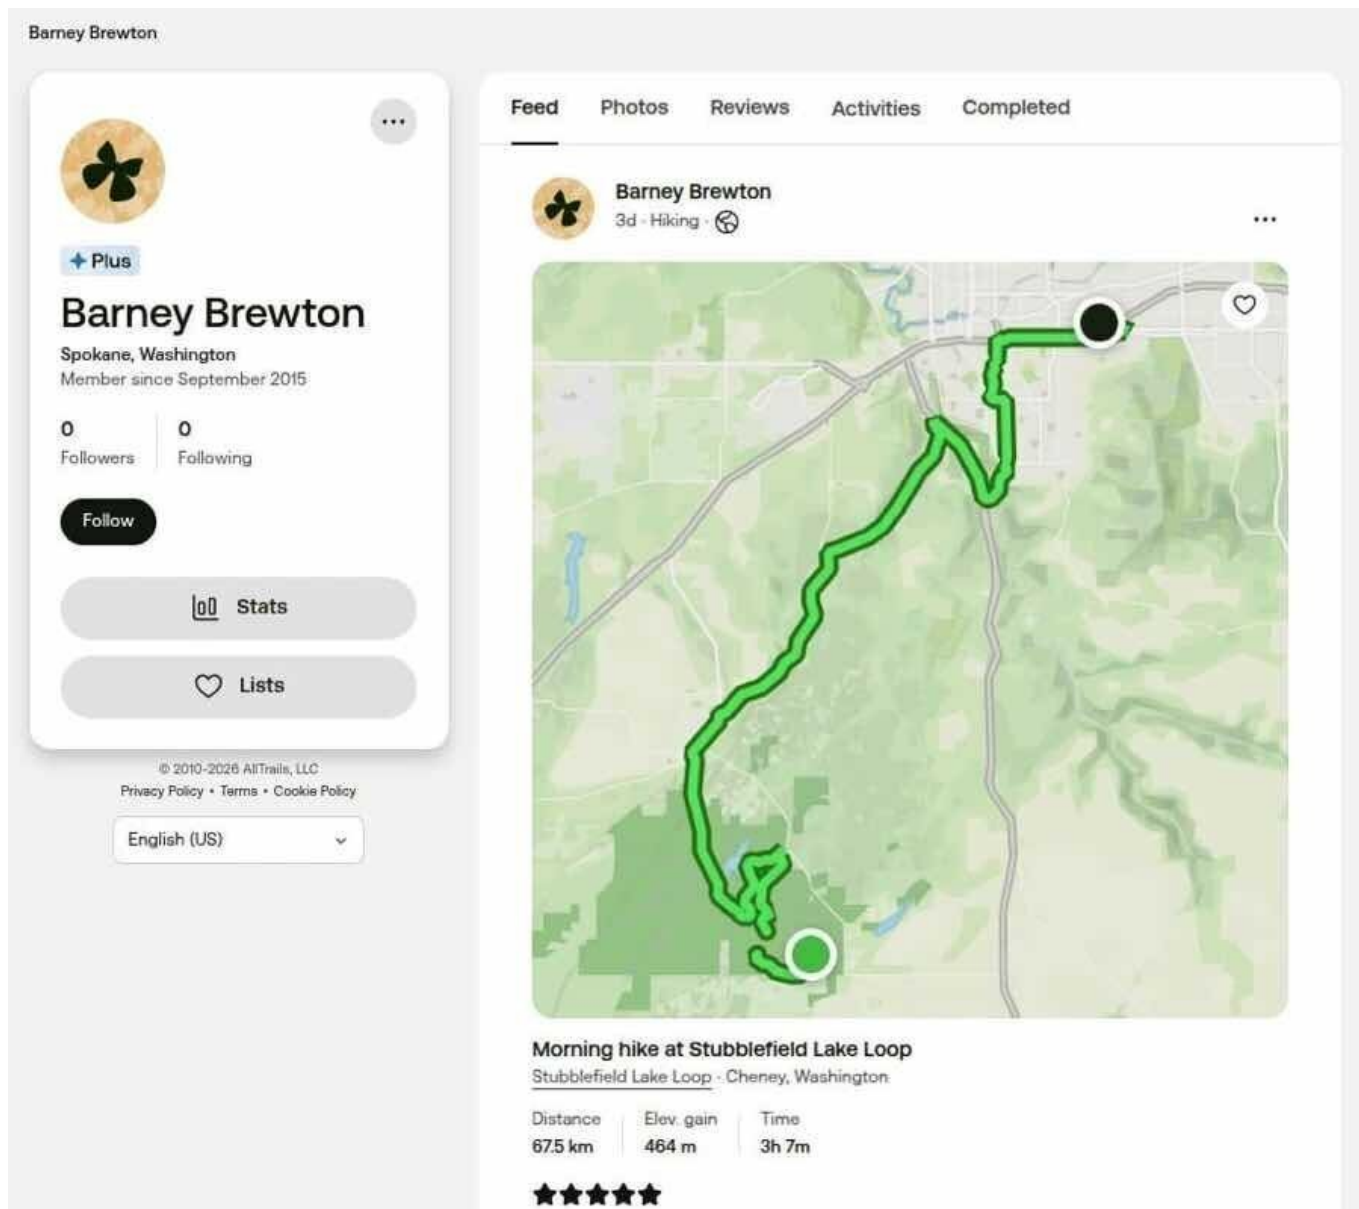 Barney Brewton
Plus
Barney Brewton
Spokane, Washington
Member since September 2015
0 0
Followers Following
Follow
Stats
Lists
© 2010-2026 AllTrails, LLC
Privacy Policy • Terms • Cookie Policy
English (US)
Feed Photos Reviews Activities Completed
Barney Brewton
3d · Hiking ·
Morning hike at Stubblefield Lake Loop
Stubblefield Lake Loop · Cheney, Washington
Distance Elev. gain Time
67.5 km 464 m 3h 7m